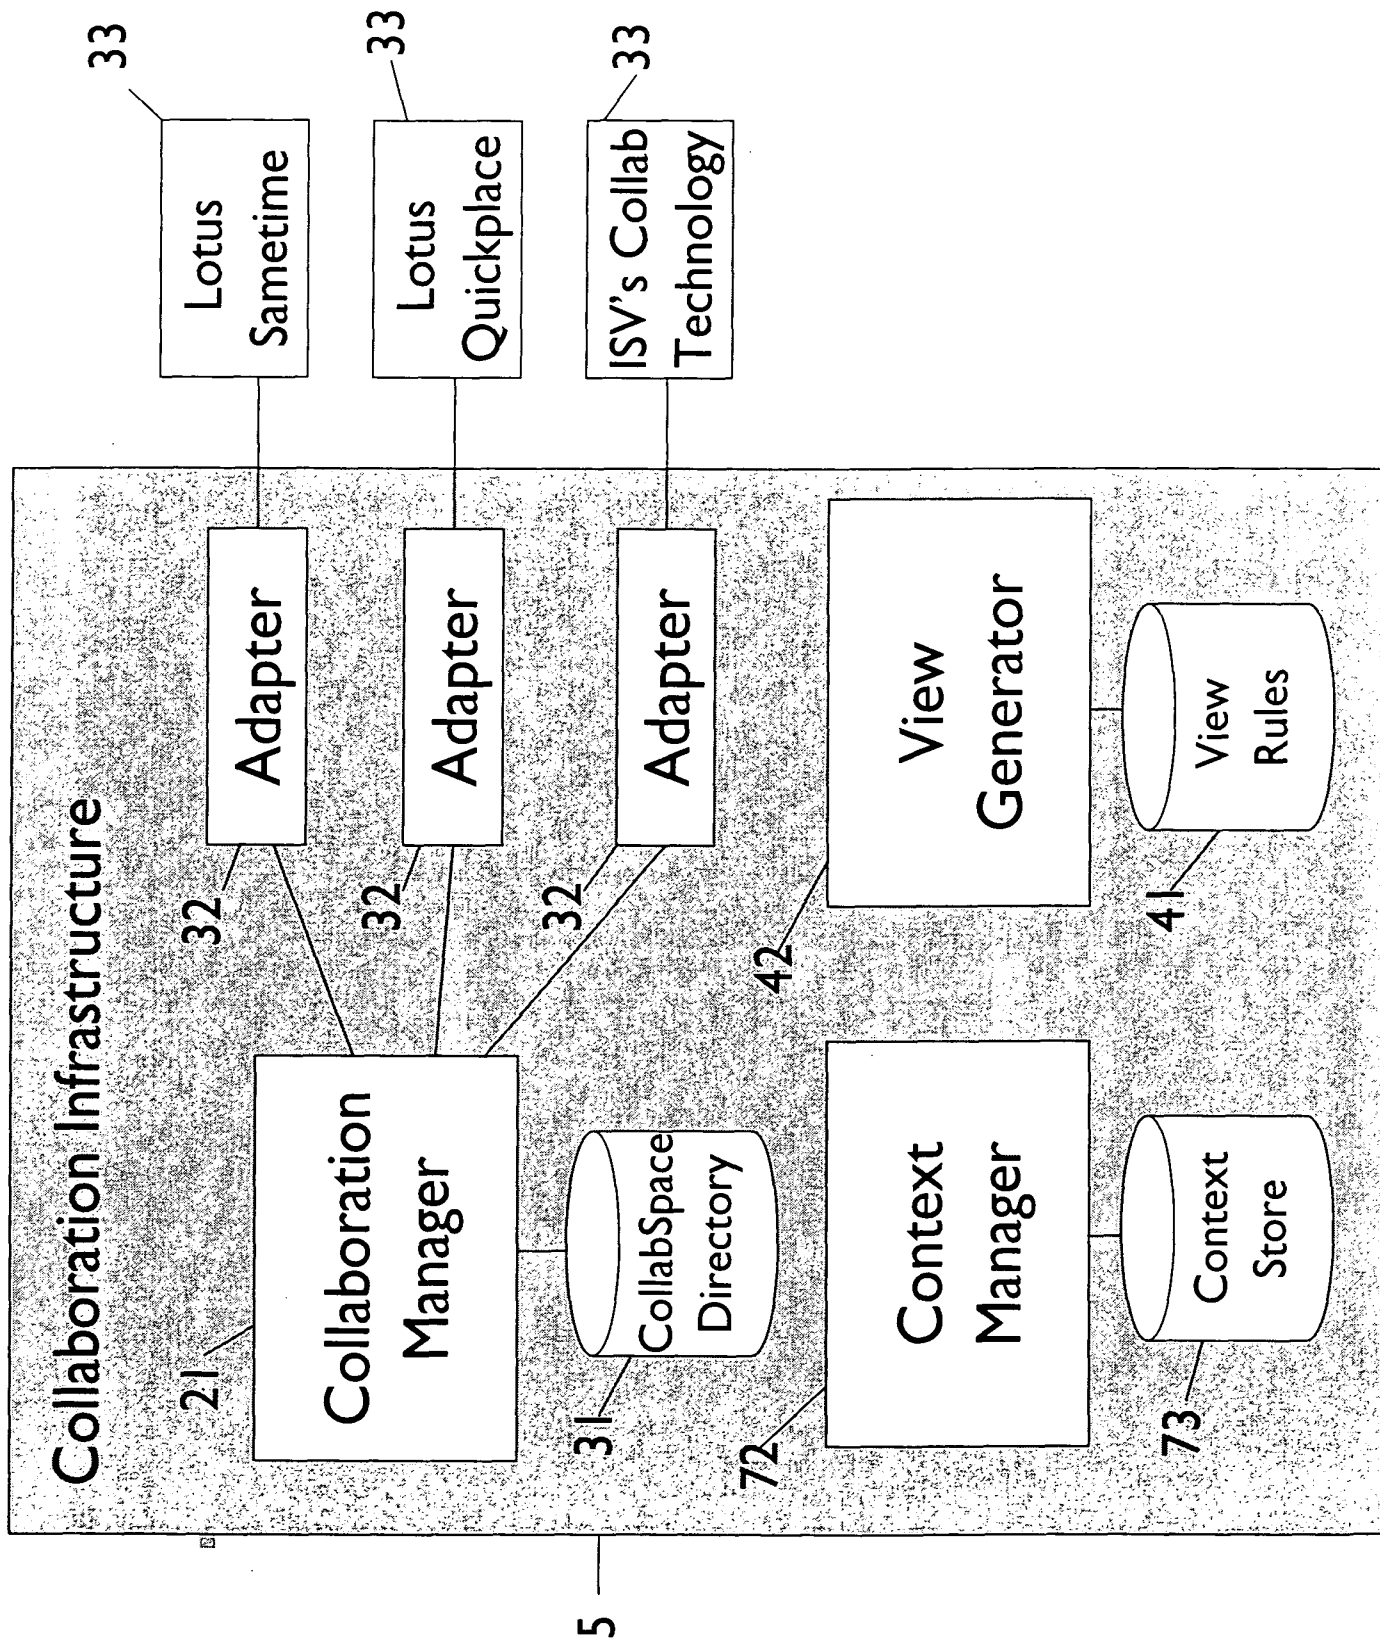 Collaboration Infrastructure
5
21
Collaboration
Manager
31
CollabSpace
Directory
32
Adapter
32
Adapter
32
Adapter
33
Lotus
Sametime
33
Lotus
Quickplace
33
ISV's Collab
Technology
72
Context
Manager
73
Context
Store
42
View
Generator
41
View
Rules